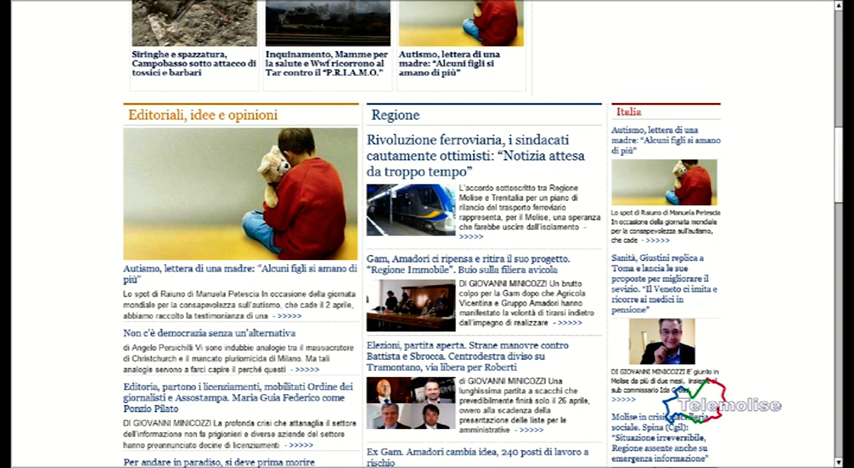 Siringhe e spazzatura,
Campobasso sotto attacco di
tossici e barbari
Inquinamento, Mamme per
la salute e Wwf ricorrono al
Tar contro il "P.R.I.A.M.O."
Autismo, lettera di una
madre: "Alcuni figli si
amano di più"
Editoriali, idee e opinioni
Autismo, lettera di una madre: "Alcuni figli si amano di
più"
Lo spot di Raiuno di Manuela Petescia In occasione della giornata
mondiale per la consapevolezza sull'autismo, che cade il 2 aprile,
abbiamo raccolto la testimonianza di una - >>>>>
Non c'è democrazia senza un'alternativa
di Angelo Persichilli Vi sono indubbie analogie tra il massacratore
di Christchurch e il mancato pluriomicida di Milano. Ma tali
analogie servono a farci capire il perché questi - >>>>>
Editoria, partono i licenziamenti, mobilitati Ordine dei
giornalisti e Assostampa. Maria Guia Federico come
Ponzio Pilato
DI GIOVANNI MINICOZZI La profonda crisi che attanaglia il settore
dell'informazione non fa prigionieri e diverse aziende del settore
hanno preannunciato decine di licenziamenti - >>>>>
Per andare in paradiso, si deve prima morire
Regione
Rivoluzione ferroviaria, i sindacati
cautamente ottimisti: "Notizia attesa
da troppo tempo"
L'accordo sottoscritto tra Regione
Molise e Trenitalia per un piano di
rilancio del trasporto ferroviario
rappresenta, per il Molise, una speranza
che farebbe uscire dall'isolamento -
>>>>>
Gam, Amadori ci ripensa e ritira il suo progetto.
"Regione Immobile". Buio sulla filiera avicola
DI GIOVANNI MINICOZZI Un brutto
colpo per la Gam dopo che Agricola
Vicentina e Gruppo Amadori hanno
manifestato la volontà di tirarsi indietro
dall'impegno di realizzare - >>>>>
Elezioni, partita aperta. Strane manovre contro
Battista e Sbrocca. Centrodestra diviso su
Tramontano, via libera per Roberti
di GIOVANNI MINICOZZI Una
lunghissima partita a scacchi che
prevedibilmente finirà solo il 26 aprile,
ovvero alla scadenza della
presentazione delle liste per le
amministrative - >>>>>
Ex Gam. Amadori cambia idea, 240 posti di lavoro a
rischio
Italia
Autismo, lettera di una
madre: "Alcuni figli si amano
di più"
Lo spot di Raiuno di Manuela Petescia
In occasione della giornata mondiale
per la consapevolezza sull'autismo,
che cade - >>>>>
Sanità, Giustini replica a
Toma e lancia le sue
proposte per migliorare il
sevizio. "Il Veneto ci imita e
ricorre ai medici in
pensione"
DI GIOVANNI MINICOZZI E' giunto in
Molise da più di due mesi, insieme al
sub commissario Ida
>>>>>
Telemolise
Molise in crisi
sociale. Spina (Cgil):
"Situazione irreversibile,
Regione assente anche su
emergenza informazione"